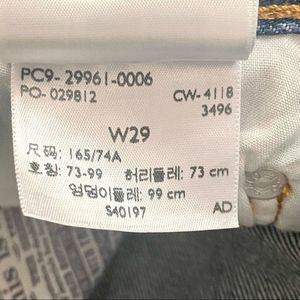 PC9- 29961-0006
PO- 029812 CW- 4118
3496
W29
尺码: 165/74A
호칭: 73-99 허리둘레: 73 cm
엉덩이둘레: 99 cm
S40197 AD